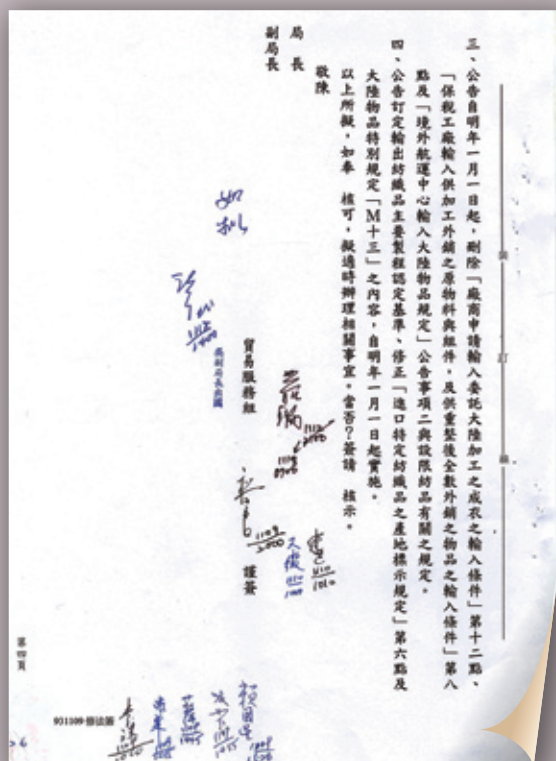 三、公告自明年一月一日起，刪除「廠商申請輸入委託大陸加工之成衣之輸入條件」第十二點、
「保稅工廠輸入供加工外銷之原物料與組件，及供重整後全數外銷之物品之輸入條件」第八
點及「境外航運中心輸入大陸物品規定」公告事項二與設限紡品有關之規定。
四、公告訂定輸出紡織品主要製程認定基準、修正「進口特定紡織品之產地標示規定」第六點及
大陸物品特別規定「M十三」之內容，自明年一月一日起實施。
以上所擬，如奉　核可，擬適時辦理相關事宜。當否？簽請　核示。
敬陳
局　長
副局長
如擬
貿易服務組
謹簽
裝
訂
線
第四頁
931109-修法簽